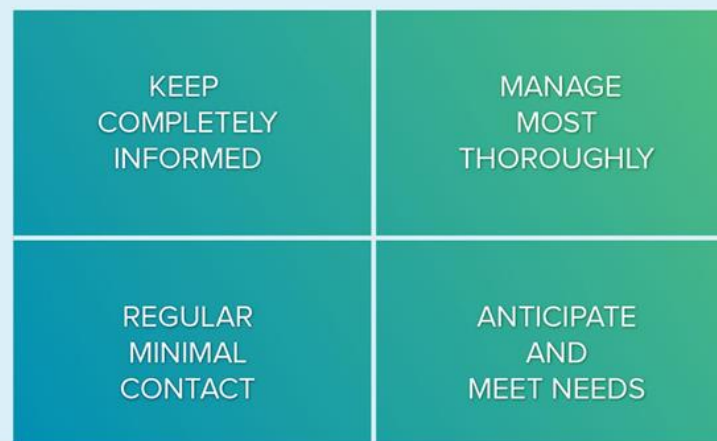 KEEP
COMPLETELY
INFORMED
MANAGE
MOST
THOROUGHLY
REGULAR
MINIMAL
CONTACT
ANTICIPATE
AND
MEET NEEDS